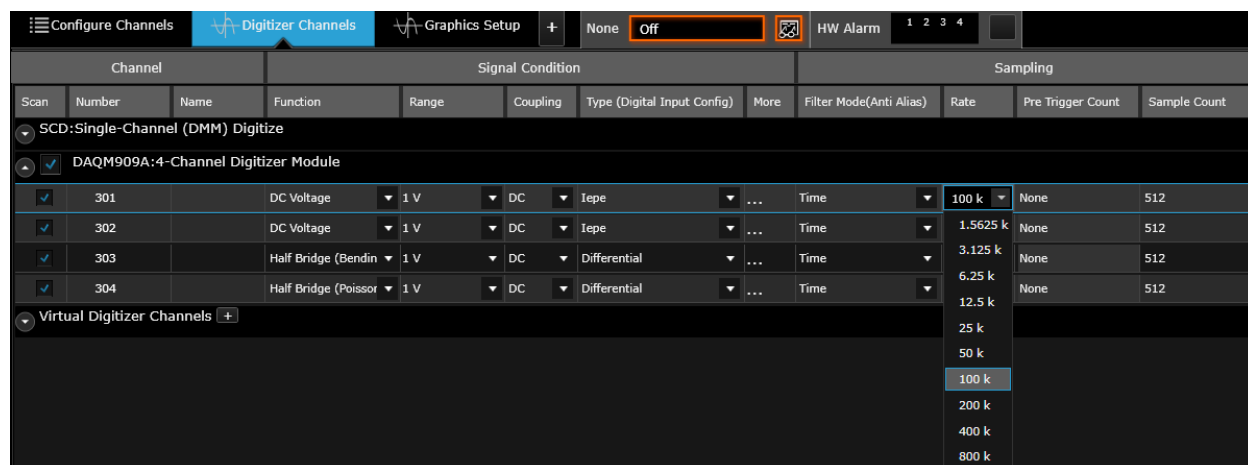 Configure Channels Digitizer Channels Graphics Setup + None Off HW Alarm 1 2 3 4
Channel Signal Condition Sampling
Scan Number Name Function Range Coupling Type (Digital Input Config) More Filter Mode(Anti Alias) Rate Pre Trigger Count Sample Count
SCD:Single-Channel (DMM) Digitize
DAQM909A:4-Channel Digitizer Module
301 DC Voltage 1 V DC Iepe ... Time 100 k None 512
302 DC Voltage 1 V DC Iepe ... Time 1.5625 k None 512
303 Half Bridge (Bendin 1 V DC Differential ... Time 3.125 k None 512
6.25 k
304 Half Bridge (Poissor 1 V DC Differential ... Time None 512
12.5 k
Virtual Digitizer Channels +
25 k
50 k
100 k
200 k
400 k
800 k